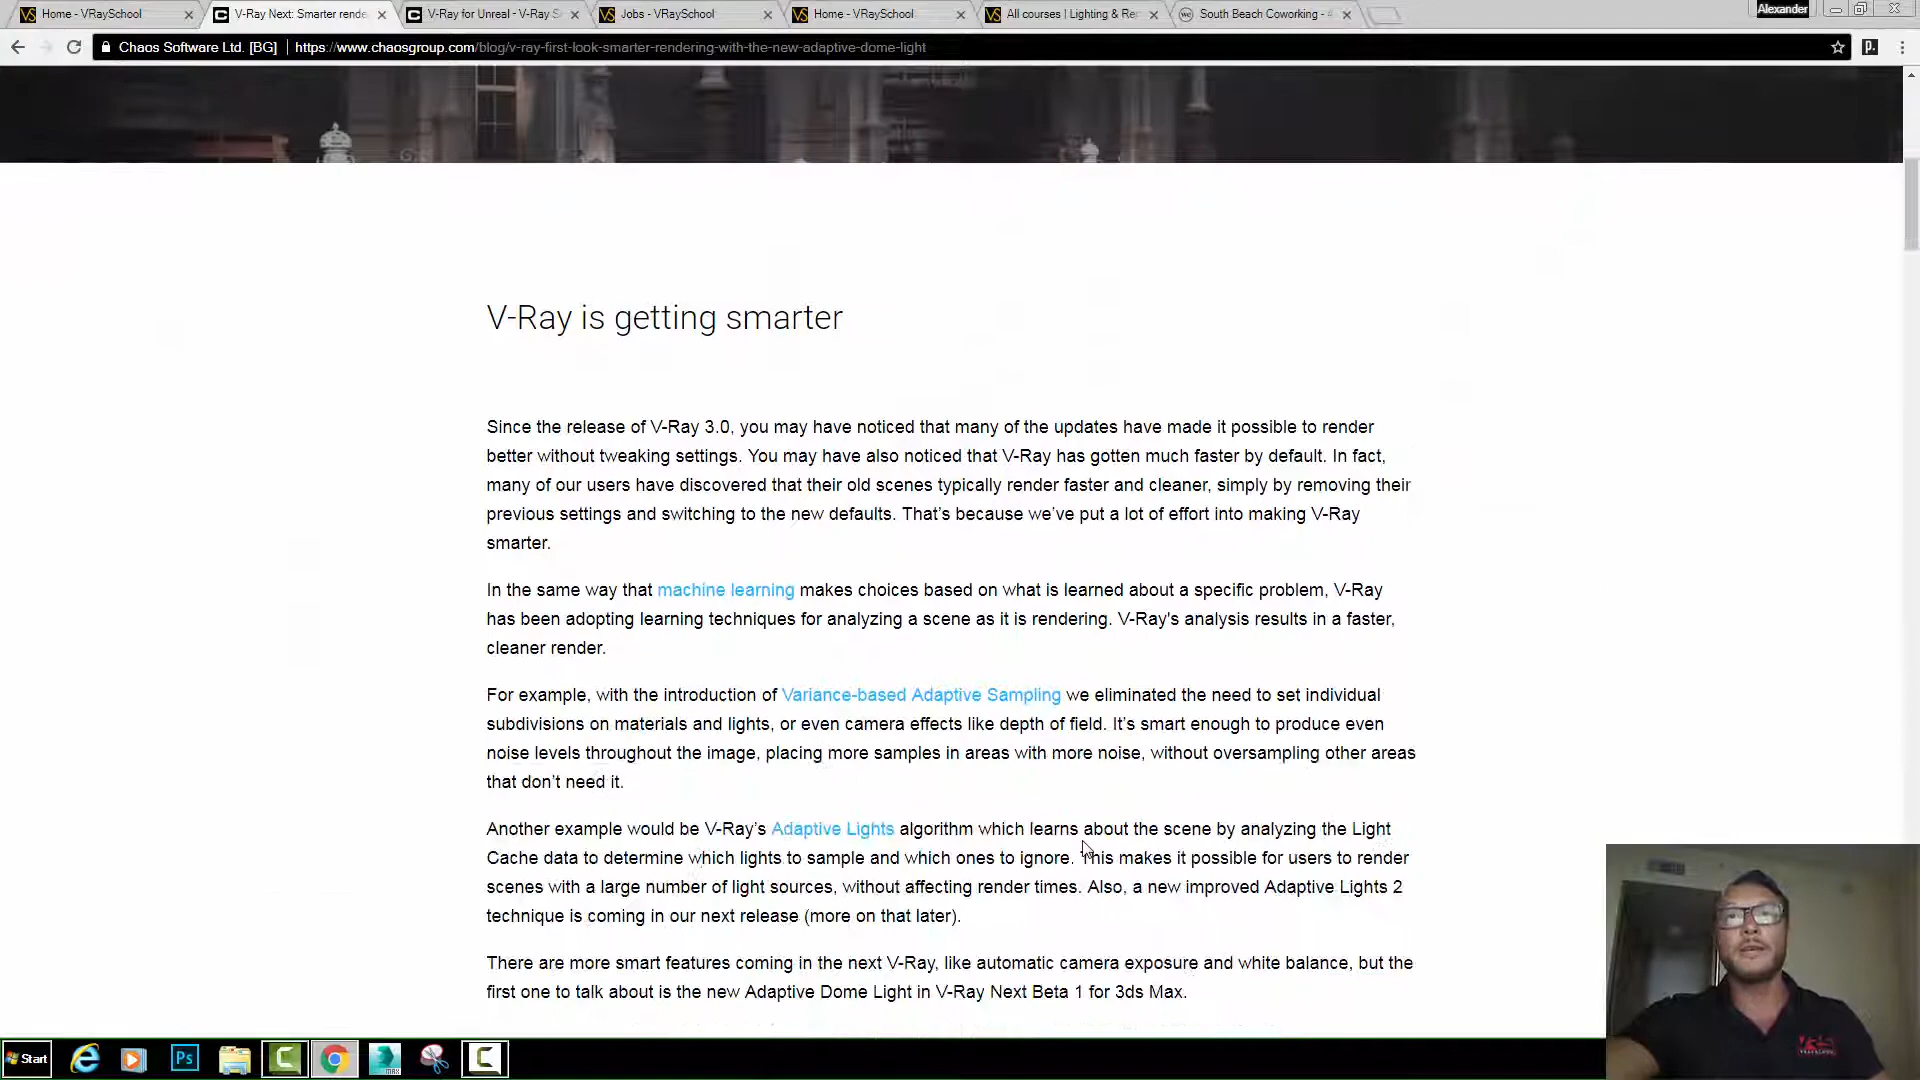 Home - VRaySchool
V-Ray Next: Smarter rende
V-Ray for Unreal - V-Ray S
Jobs - VRaySchool
Home - VRaySchool
All courses | Lighting & Re
South Beach Coworking - 4
Alexander
Chaos Software Ltd. [BG]
https://www.chaosgroup.com/blog/v-ray-first-look-smarter-rendering-with-the-new-adaptive-dome-light
V-Ray is getting smarter
Since the release of V-Ray 3.0, you may have noticed that many of the updates have made it possible to render
better without tweaking settings. You may have also noticed that V-Ray has gotten much faster by default. In fact,
many of our users have discovered that their old scenes typically render faster and cleaner, simply by removing their
previous settings and switching to the new defaults. That’s because we’ve put a lot of effort into making V-Ray
smarter.
In the same way that machine learning makes choices based on what is learned about a specific problem, V-Ray
has been adopting learning techniques for analyzing a scene as it is rendering. V-Ray's analysis results in a faster,
cleaner render.
For example, with the introduction of Variance-based Adaptive Sampling we eliminated the need to set individual
subdivisions on materials and lights, or even camera effects like depth of field. It’s smart enough to produce even
noise levels throughout the image, placing more samples in areas with more noise, without oversampling other areas
that don’t need it.
Another example would be V-Ray’s Adaptive Lights algorithm which learns about the scene by analyzing the Light
Cache data to determine which lights to sample and which ones to ignore. This makes it possible for users to render
scenes with a large number of light sources, without affecting render times. Also, a new improved Adaptive Lights 2
technique is coming in our next release (more on that later).
There are more smart features coming in the next V-Ray, like automatic camera exposure and white balance, but the
first one to talk about is the new Adaptive Dome Light in V-Ray Next Beta 1 for 3ds Max.
Start
Ps
MAX